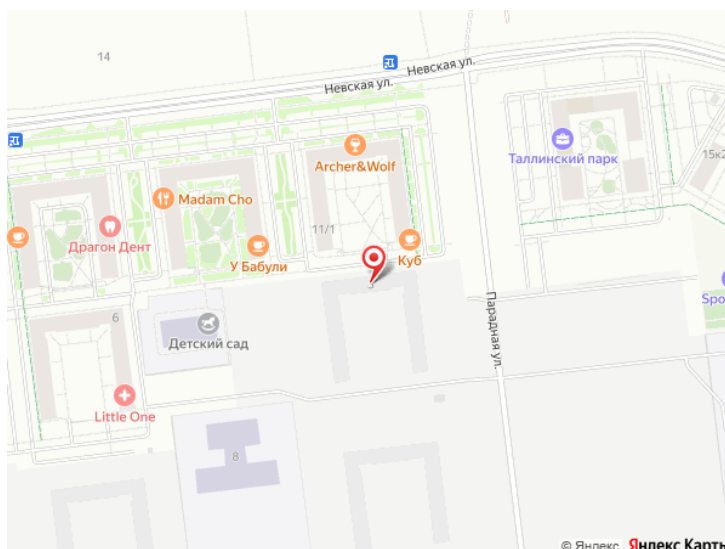 14
Невская ул.
Невская ул.
Archer&Wolf
Таллинский парк
15к2
Madam Cho
11/1
Драгон Дент
У Бабули
Куб
3
Парадная ул.
Spo
6
Детский сад
Little One
8
© Яндекс Яндекс Карты